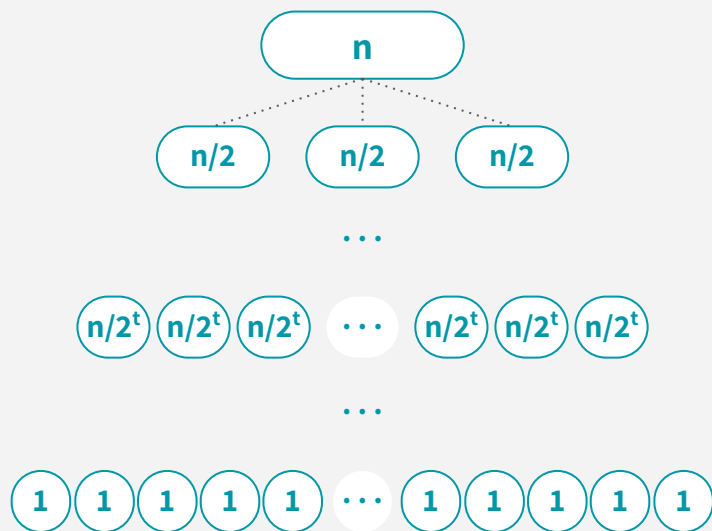 n
n/2 n/2 n/2
...
n/2ᵗ n/2ᵗ n/2ᵗ ... n/2ᵗ n/2ᵗ n/2ᵗ
...
1 1 1 1 1 ... 1 1 1 1 1